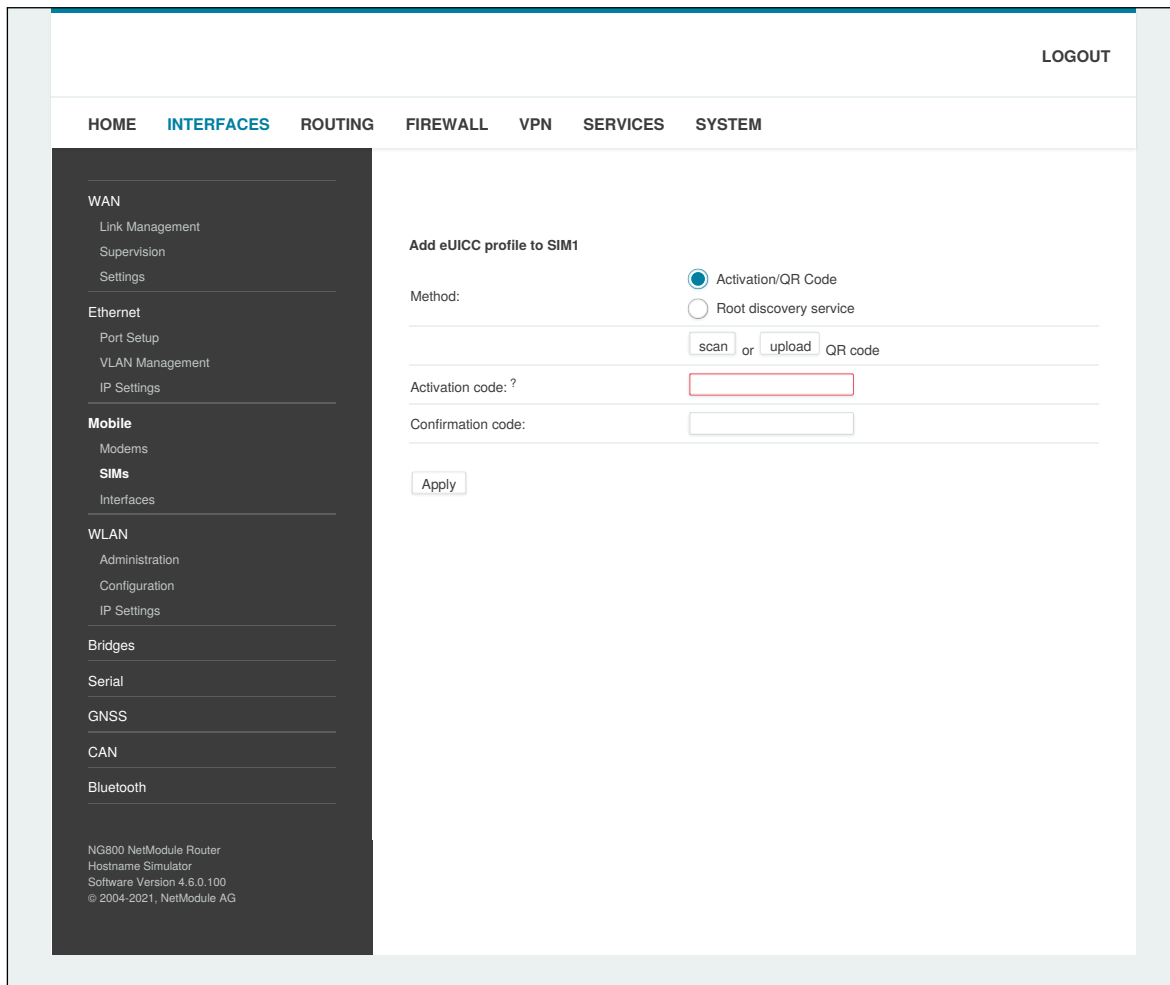 LOGOUT
HOME INTERFACES ROUTING FIREWALL VPN SERVICES SYSTEM
WAN
Link Management
Supervision
Settings
Ethernet
Port Setup
VLAN Management
IP Settings
Mobile
Modems
SIMs
Interfaces
WLAN
Administration
Configuration
IP Settings
Bridges
Serial
GNSS
CAN
Bluetooth
NG800 NetModule Router
Hostname Simulator
Software Version 4.6.0.100
© 2004-2021, NetModule AG
Add eUICC profile to SIM1
Method:
Activation/QR Code
Root discovery service
scan or upload QR code
Activation code: ?
Confirmation code:
Apply